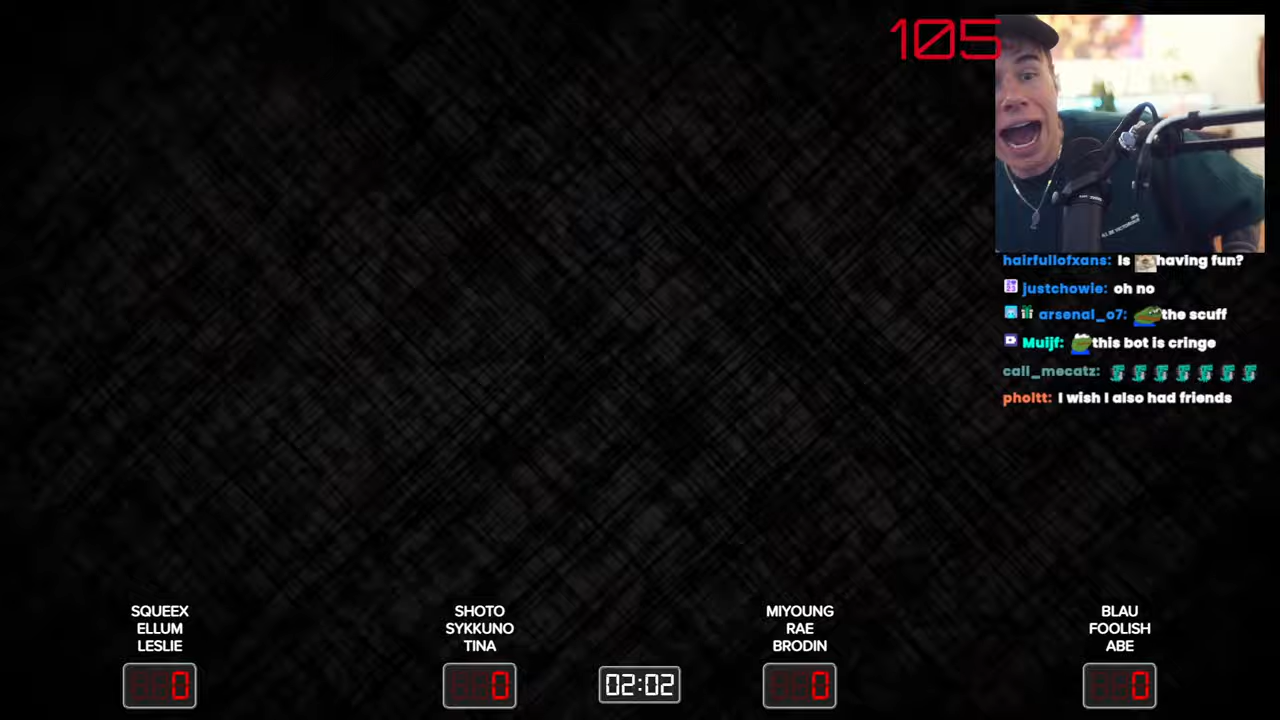 105
hairfullofxans: Is having fun?
justchowie: oh no
arsenal_o7: the scuff
Muijf: this bot is cringe
call_mecatz:
pholtt: I wish I also had friends
SQUEEX
ELLUM
LESLIE
0
SHOTO
SYKKUNO
TINA
0
02:02
MIYOUNG
RAE
BRODIN
0
BLAU
FOOLISH
ABE
0